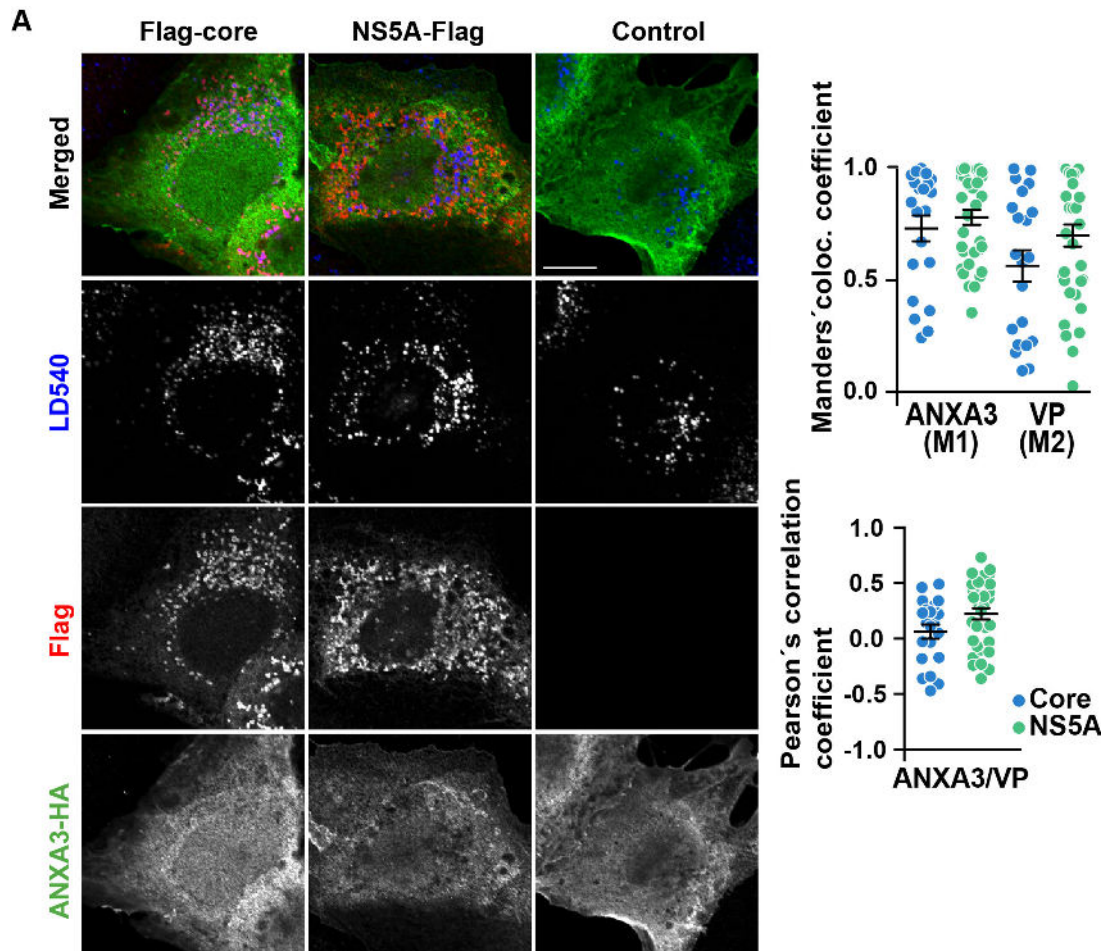 A
Flag-core NS5A-Flag Control
Merged
LD540
Flag
ANXA3-HA
Manders´coloc. coefficient
1.0
0.5
0.0
ANXA3 VP
(M1) (M2)
Pearson´s correlation
coefficient
1.0
0.5
0.0
-0.5
-1.0
Core
NS5A
ANXA3/VP